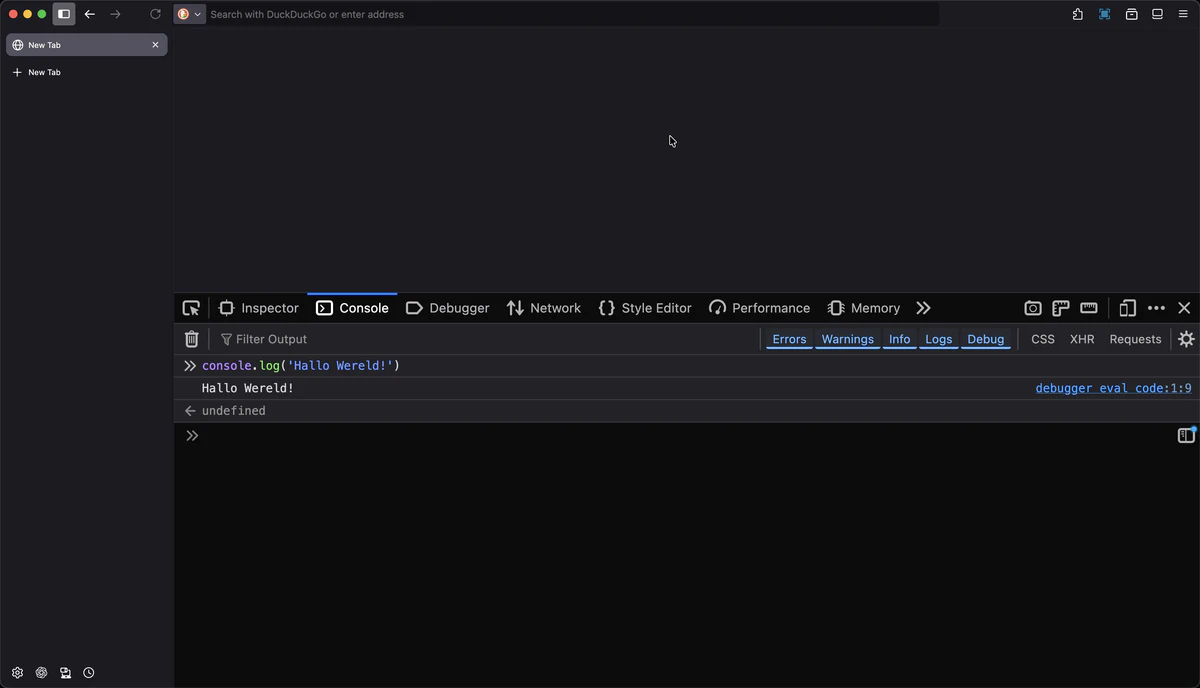 Search with DuckDuckGo or enter address
New Tab
New Tab
Inspector Console Debugger Network Style Editor Performance Memory
Filter Output Errors Warnings Info Logs Debug CSS XHR Requests
console.log('Hallo Wereld!')
Hallo Wereld! debugger eval code:1:9
undefined